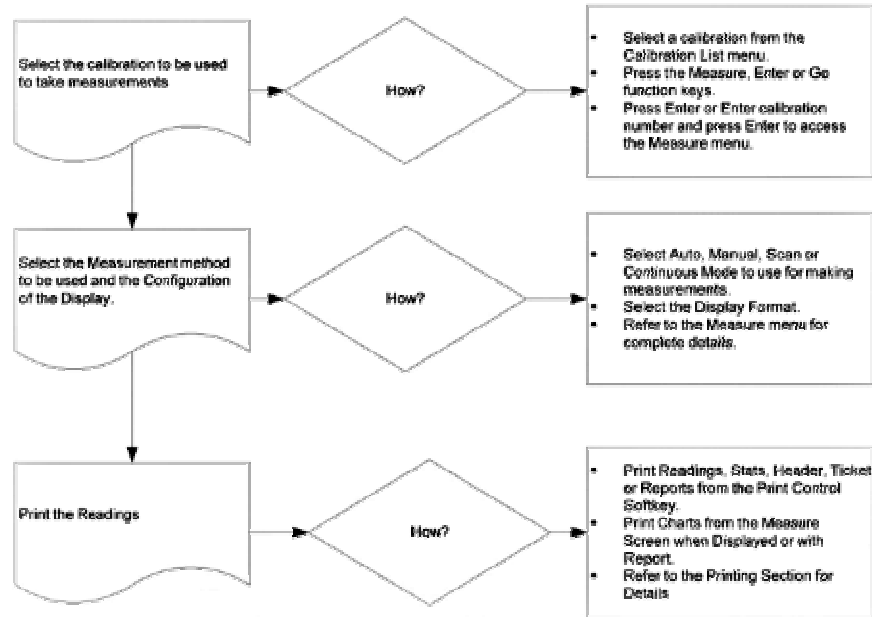 Select the calibration to be used
to take measurements
How?
• Select a calibration from the
Calibration List menu.
• Press the Measure, Enter or Go
function keys.
• Press Enter or Enter calibration
number and press Enter to access
the Measure menu.
Select the Measurement method
to be used and the Configuration
of the Display.
How?
• Select Auto, Manual, Scan or
Continuous Mode to use for making
measurements.
• Select the Display Format.
• Refer to the Measure menu for
complete details.
Print the Readings
How?
• Print Readings, Stats, Header, Ticket
or Reports from the Print Control
Softkey.
• Print Charts from the Measure
Screen when Displayed or with
Report.
• Refer to the Printing Section for
Details